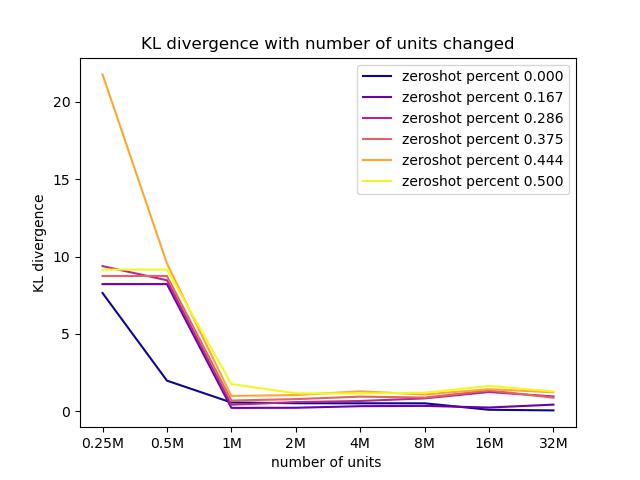 KL divergence with number of units changed
zeroshot percent 0.000
zeroshot percent 0.167
zeroshot percent 0.286
zeroshot percent 0.375
zeroshot percent 0.444
zeroshot percent 0.500
KL divergence
20
15
10
5
0
0.25M 0.5M 1M 2M 4M 8M 16M 32M
number of units